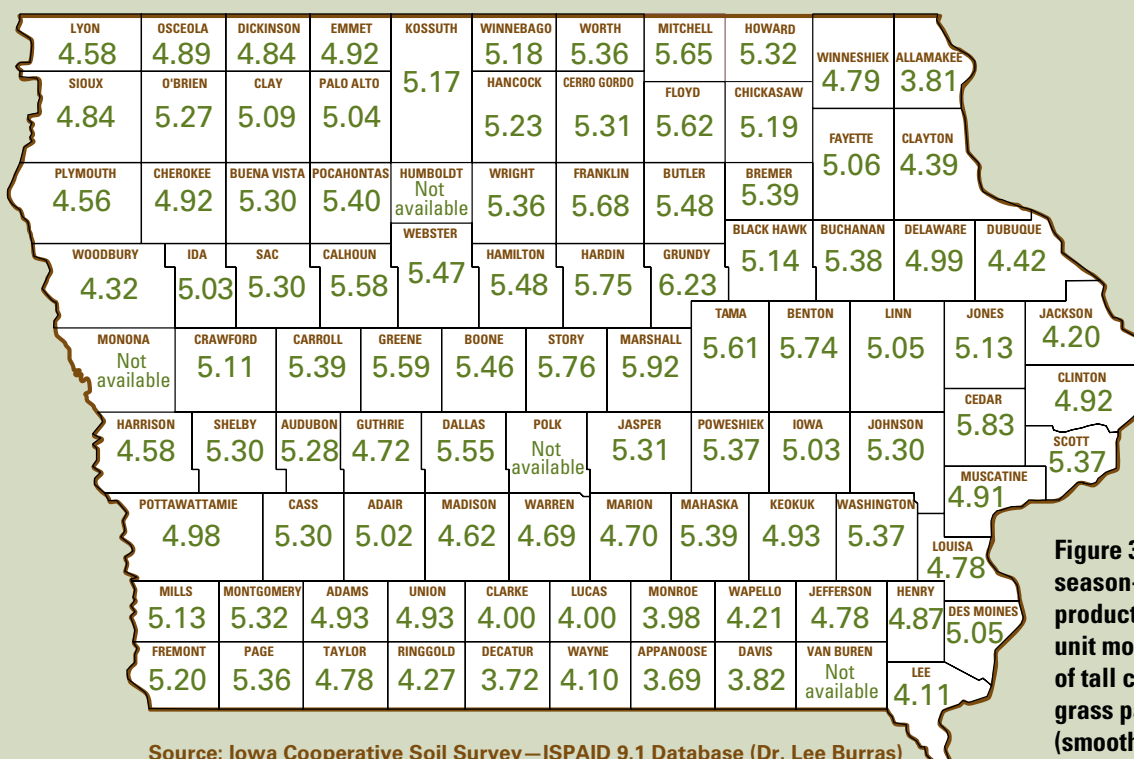 LYON OSCEOLA DICKINSON EMMET KOSSUTH WINNEBAGO WORTH MITCHELL HOWARD
4.58 4.89 4.84 4.92 5.18 5.36 5.65 5.32
WINNESHIEK ALLAMAKEE
4.79 3.81
SIOUX O'BRIEN CLAY PALO ALTO 5.17 HANCOCK CERRO GORDO FLOYD CHICKASAW
4.84 5.27 5.09 5.04 5.23 5.31 5.62 5.19
FAYETTE CLAYTON
5.06 4.39
PLYMOUTH CHEROKEE BUENA VISTA POCAHONTAS HUMBOLDT WRIGHT FRANKLIN BUTLER BREMER
4.56 4.92 5.30 5.40 Not available 5.36 5.68 5.48 5.39
BLACK HAWK BUCHANAN DELAWARE DUBUQUE
5.14 5.38 4.99 4.42
WOODBURY IDA SAC CALHOUN WEBSTER HAMILTON HARDIN GRUNDY
4.32 5.03 5.30 5.58 5.47 5.48 5.75 6.23
TAMA BENTON LINN JONES JACKSON
5.61 5.74 5.05 5.13 4.20
MONONA CRAWFORD CARROLL GREENE BOONE STORY MARSHALL
Not available 5.11 5.39 5.59 5.46 5.76 5.92
CLINTON
4.92
CEDAR
5.83
HARRISON SHELBY AUDUBON GUTHRIE DALLAS POLK JASPER POWESHIEK IOWA JOHNSON
4.58 5.30 5.28 4.72 5.55 Not available 5.31 5.37 5.03 5.30
SCOTT
5.37
MUSCATINE
4.91
POTTAWATTAMIE CASS ADAIR MADISON WARREN MARION MAHASKA KEOKUK WASHINGTON
4.98 5.30 5.02 4.62 4.69 4.70 5.39 4.93 5.37
LOUISA
4.78
MILLS MONTGOMERY ADAMS UNION CLARKE LUCAS MONROE WAPELLO JEFFERSON HENRY
5.13 5.32 4.93 4.93 4.00 4.00 3.98 4.21 4.78 4.87
DES MOINES
5.05
FREMONT PAGE TAYLOR RINGGOLD DECATUR WAYNE APPANOOSE DAVIS VAN BUREN
5.20 5.36 4.78 4.27 3.72 4.10 3.69 3.82 Not available
LEE
4.11
Figure 3
season-
product
unit mo
of tall c
grass pa
(smooth
Source: Iowa Cooperative Soil Survey—ISPAID 9.1 Database (Dr. Lee Burras)